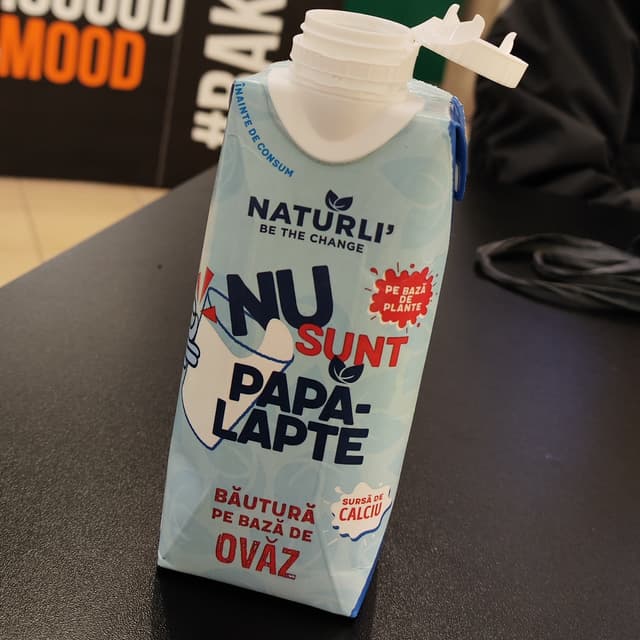 MOOD
ÎNAINTE DE CONSUM
NATURLI'
BE THE CHANGE
PE BAZĂ
DE
PLANTE
NU
SUNT
PAPĂ-
LAPTE
SURSĂ DE
CALCIU
BĂUTURĂ
PE BAZĂ DE
OVĂZ